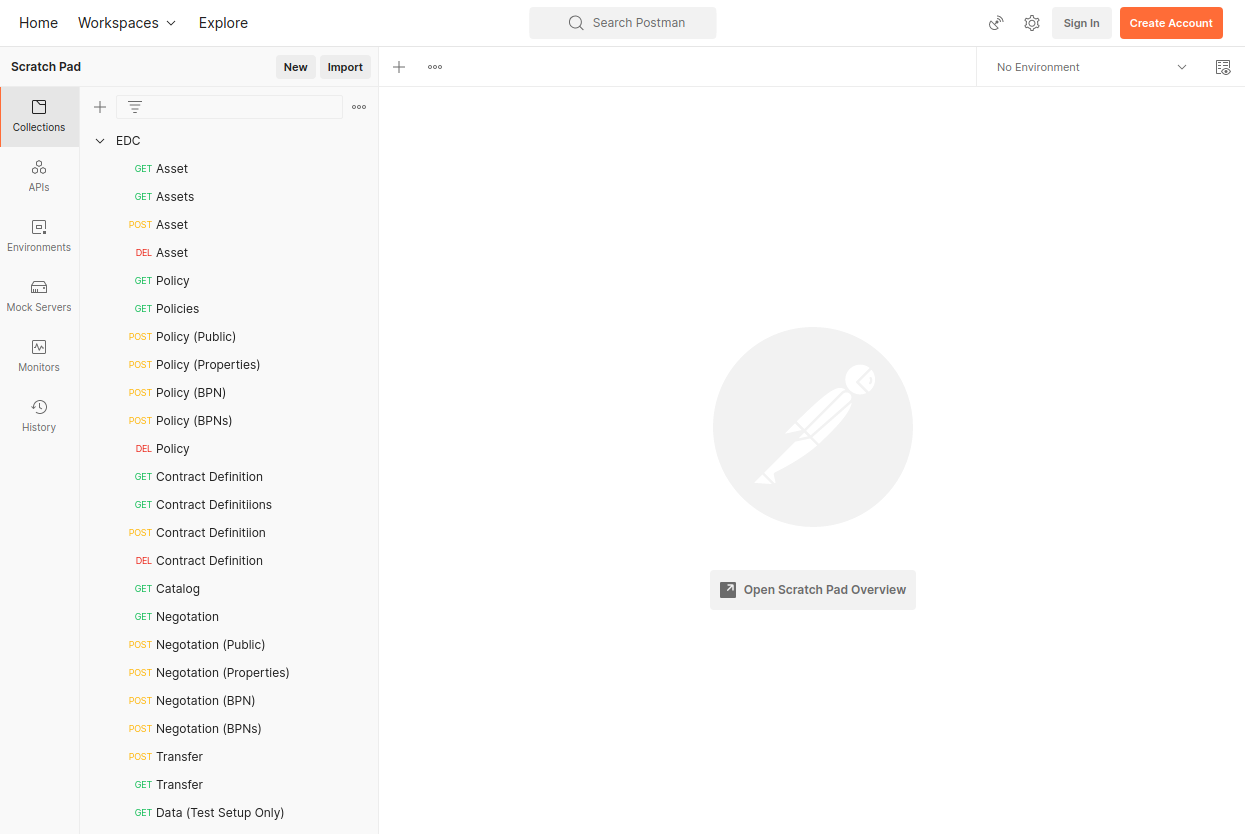 Home Workspaces Explore Search Postman Sign In Create Account
Scratch Pad New Import No Environment
Collections
APIs
Environments
Mock Servers
Monitors
History
EDC
GET Asset
GET Assets
POST Asset
DEL Asset
GET Policy
GET Policies
POST Policy (Public)
POST Policy (Properties)
POST Policy (BPN)
POST Policy (BPNs)
DEL Policy
GET Contract Definition
GET Contract Definitiions
POST Contract Definitiion
DEL Contract Definition
GET Catalog
GET Negotation
POST Negotation (Public)
POST Negotation (Properties)
POST Negotation (BPN)
POST Negotation (BPNs)
POST Transfer
GET Transfer
GET Data (Test Setup Only)
Open Scratch Pad Overview